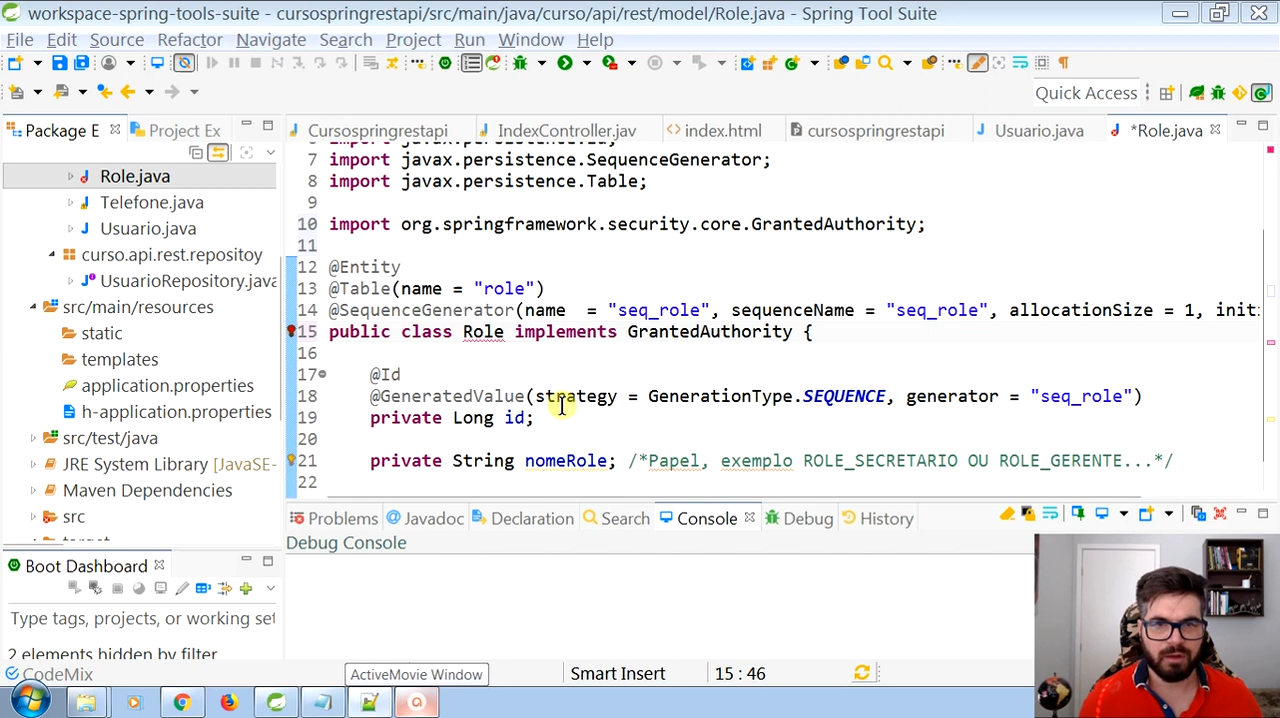 workspace-spring-tools-suite - cursospringrestapi/src/main/java/curso/api/rest/model/Role.java - Spring Tool Suite
File Edit Source Refactor Navigate Search Project Run Window Help
Quick Access
Package E Project Ex
Role.java
Telefone.java
Usuario.java
curso.api.rest.repositoy
UsuarioRepository.java
src/main/resources
static
templates
application.properties
h-application.properties
src/test/java
JRE System Library [JavaSE-
Maven Dependencies
src
Boot Dashboard
Type tags, projects, or working set
2 elements hidden by filter
Cursospringrestapi IndexController.jav index.html cursospringrestapi Usuario.java *Role.java
7 import javax.persistence.SequenceGenerator;
8 import javax.persistence.Table;
9
10 import org.springframework.security.core.GrantedAuthority;
11
12 @Entity
13 @Table(name = "role")
14 @SequenceGenerator(name  = "seq_role", sequenceName = "seq_role", allocationSize = 1, init
15 public class Role implements GrantedAuthority {
16
17 @Id
18 @GeneratedValue(strategy = GenerationType.SEQUENCE, generator = "seq_role")
19 private Long id;
20
21 private String nomeRole; /*Papel, exemplo ROLE_SECRETARIO OU ROLE_GERENTE...*/
22
Problems Javadoc Declaration Search Console Debug History
Debug Console
CodeMix
ActiveMovie Window
Smart Insert
15 : 46